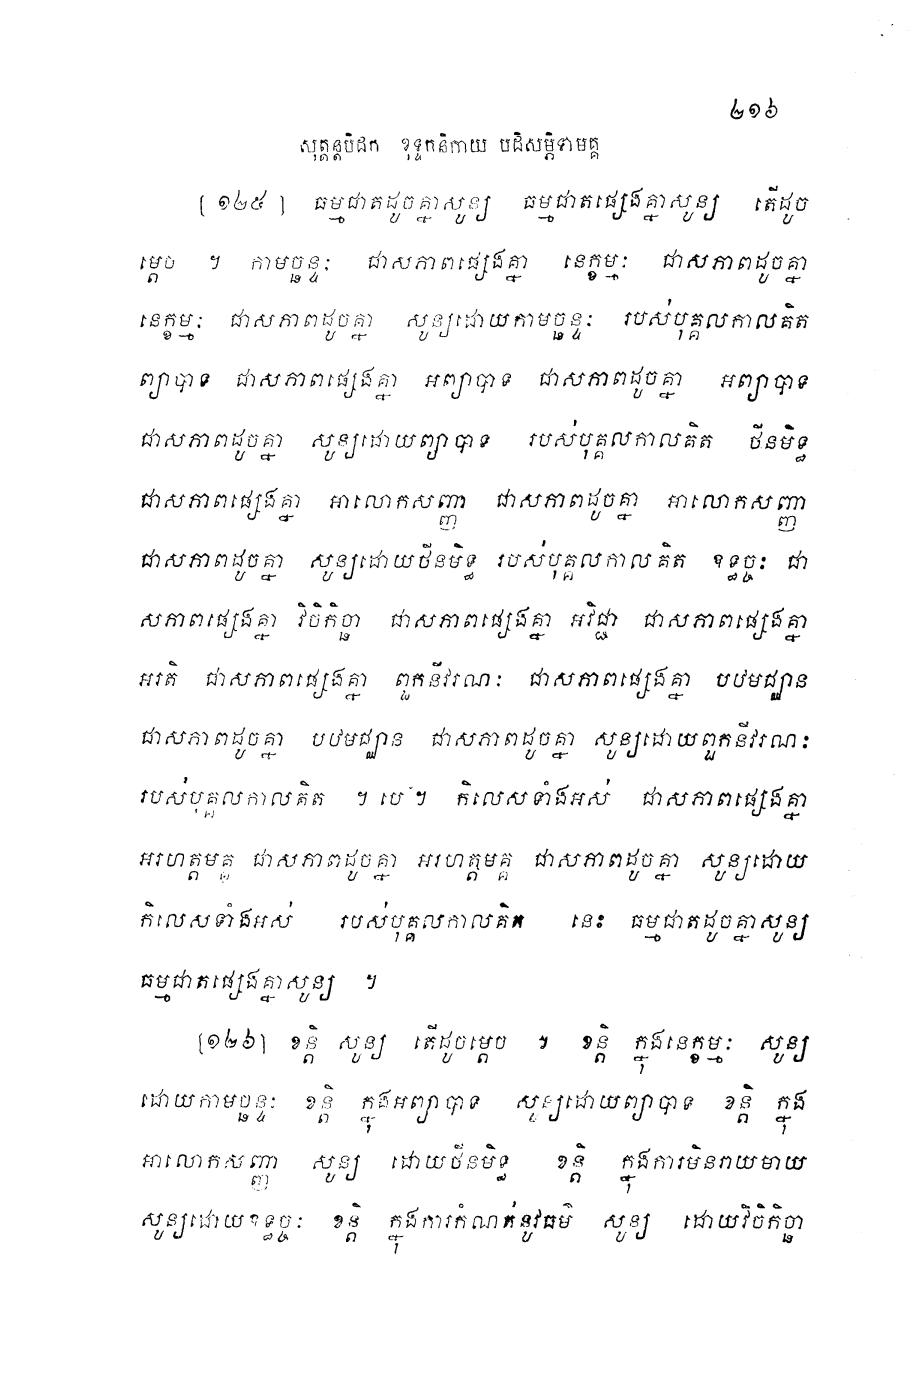 ២១៦
សុត្តន្តបិដក ខុទ្ទកនិកាយ បដិសម្ភិទាមគ្គ
[១២៥] ធម្មជាតដូចគ្នាសូន្យ ធម្មជាតផ្សេងគ្នាសូន្យ តើដូច
ម្តេច ។ កាមច្ឆន្ទៈ ជាសភាពផ្សេងគ្នា នេក្ខម្មៈ ជាសភាពដូចគ្នា
នេក្ខម្មៈ ជាសភាពដូចគ្នា សូន្យដោយកាមច្ឆន្ទៈ របស់បុគ្គលកាលគិត
ព្យាបាទ ជាសភាពផ្សេងគ្នា អព្យាបាទ ជាសភាពដូចគ្នា អព្យាបាទ
ជាសភាពដូចគ្នា សូន្យដោយព្យាបាទ របស់បុគ្គលកាលគិត ថីនមិទ្ធ
ជាសភាពផ្សេងគ្នា អាលោកសញ្ញា ជាសភាពដូចគ្នា អាលោកសញ្ញា
ជាសភាពដូចគ្នា សូន្យដោយថីនមិទ្ធ របស់បុគ្គលកាលគិត ឧទ្ធច្ចៈ ជា
សភាពផ្សេងគ្នា វិចិកិច្ឆា ជាសភាពផ្សេងគ្នា អវិជ្ជា ជាសភាពផ្សេងគ្នា
អរតិ ជាសភាពផ្សេងគ្នា ពួកនីវរណៈ ជាសភាពផ្សេងគ្នា បឋមជ្ឈាន
ជាសភាពដូចគ្នា បឋមជ្ឈាន ជាសភាពដូចគ្នា សូន្យដោយពួកនីវរណៈ
របស់បុគ្គលកាលគិត ។ បេ ។ កិលេសទាំងអស់ ជាសភាពផ្សេងគ្នា
អរហត្តមគ្គ ជាសភាពដូចគ្នា អរហត្តមគ្គ ជាសភាពដូចគ្នា សូន្យដោយ
កិលេសទាំងអស់ របស់បុគ្គលកាលគិត នេះ ធម្មជាតដូចគ្នាសូន្យ
ធម្មជាតផ្សេងគ្នាសូន្យ ។
[១២៦] ខន្តិ សូន្យ តើដូចម្តេច ។ ខន្តិ ក្នុងនេក្ខម្មៈ សូន្យ
ដោយកាមច្ឆន្ទៈ ខន្តិ ក្នុងអព្យាបាទ សូន្យដោយព្យាបាទ ខន្តិ ក្នុង
អាលោកសញ្ញា សូន្យ ដោយថីនមិទ្ធ ខន្តិ ក្នុងការមិនរាយមាយ
សូន្យដោយឧទ្ធច្ចៈ ខន្តិ ក្នុងការកំណត់នូវធម៌ សូន្យ ដោយវិចិកិច្ឆា